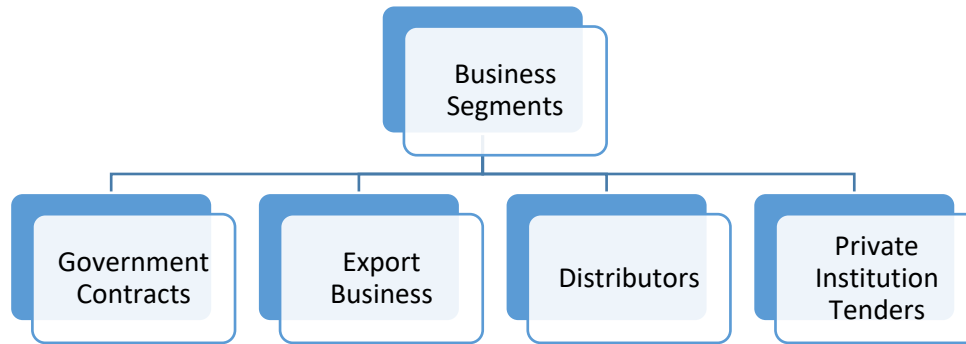 Business
Segments
Government
Contracts
Export
Business
Distributors
Private
Institution
Tenders